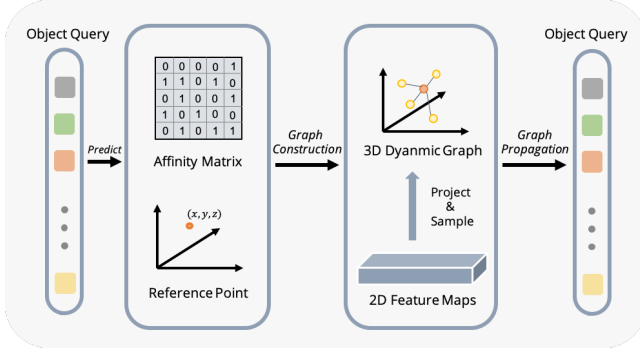 Object Query
Predict
0 0 0 0 1
1 1 0 1 0
0 1 0 0 1
1 0 1 0 0
0 1 0 1 1
Affinity Matrix
(x,y,z)
Reference Point
Graph
Construction
3D Dyanmic Graph
Project
&
Sample
2D Feature Maps
Graph
Propagation
Object Query